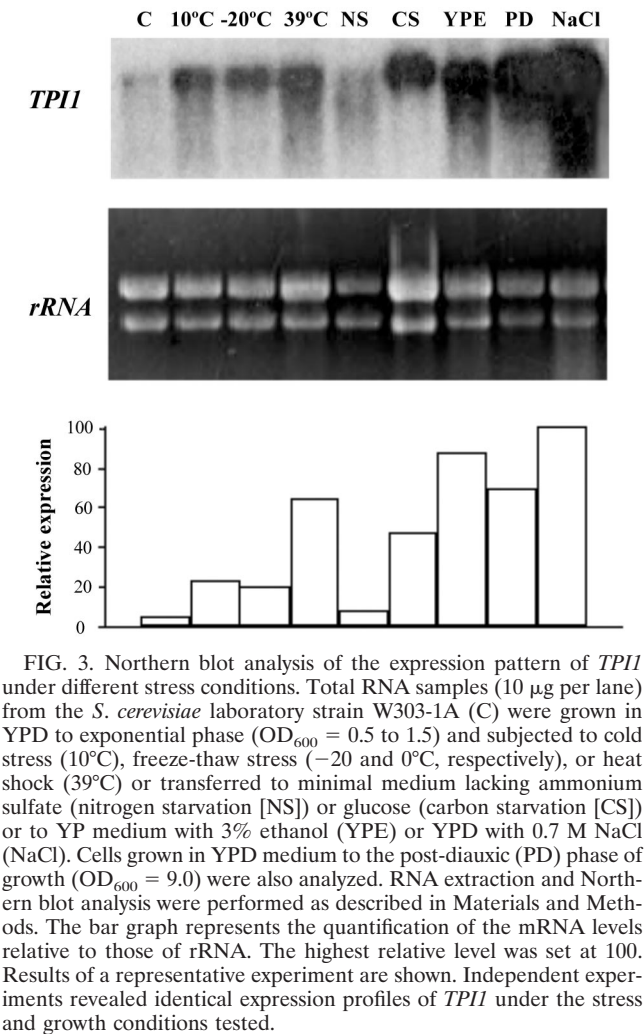 C 10ºC -20ºC 39ºC NS CS YPE PD NaCl
TPI1
rRNA
100
80
60
40
20
0
Relative expression
FIG. 3. Northern blot analysis of the expression pattern of TPI1
under different stress conditions. Total RNA samples (10 μg per lane)
from the S. cerevisiae laboratory strain W303-1A (C) were grown in
YPD to exponential phase (OD600 = 0.5 to 1.5) and subjected to cold
stress (10°C), freeze-thaw stress (−20 and 0°C, respectively), or heat
shock (39°C) or transferred to minimal medium lacking ammonium
sulfate (nitrogen starvation [NS]) or glucose (carbon starvation [CS])
or to YP medium with 3% ethanol (YPE) or YPD with 0.7 M NaCl
(NaCl). Cells grown in YPD medium to the post-diauxic (PD) phase of
growth (OD600 = 9.0) were also analyzed. RNA extraction and North-
ern blot analysis were performed as described in Materials and Meth-
ods. The bar graph represents the quantification of the mRNA levels
relative to those of rRNA. The highest relative level was set at 100.
Results of a representative experiment are shown. Independent exper-
iments revealed identical expression profiles of TPI1 under the stress
and growth conditions tested.